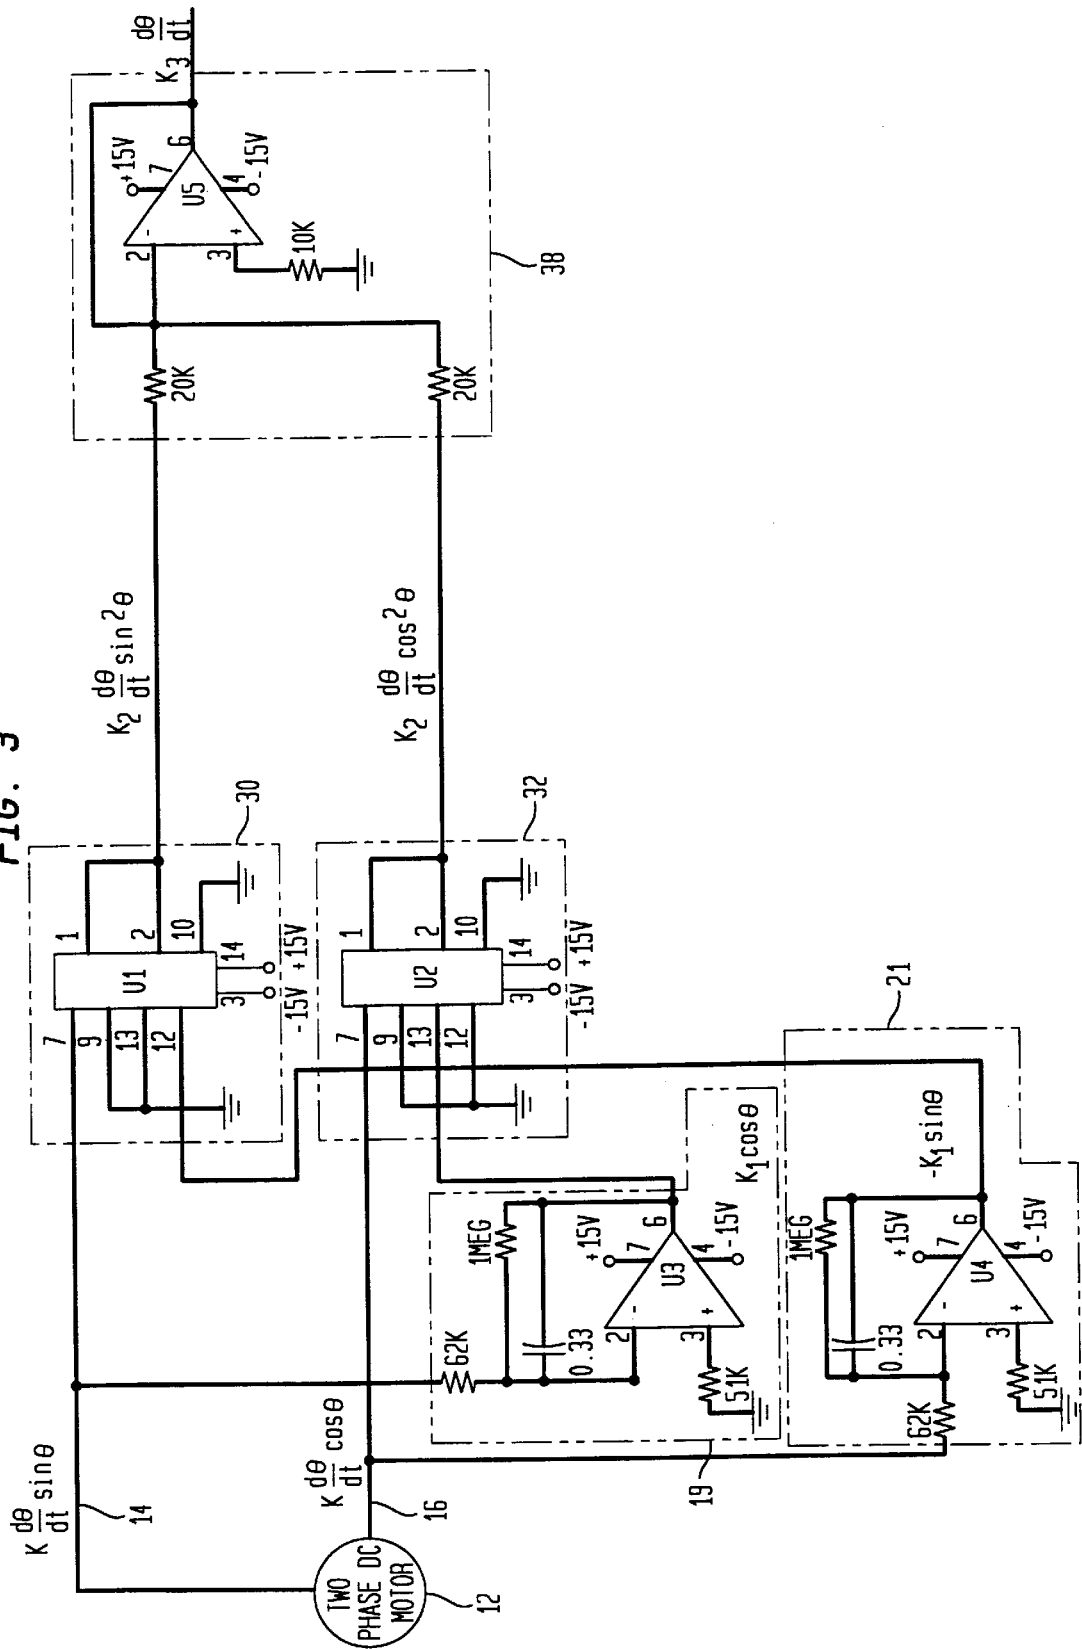 FIG. 3
K dθ/dt sinθ
14
K dθ/dt cosθ
16
TWO PHASE DC MOTOR
12
7
9
13
12
U1
1
2
10
14
3
-15V
+15V
30
K2 dθ/dt sin²θ
7
9
13
12
U2
1
2
10
14
3
-15V
+15V
32
K2 dθ/dt cos²θ
20K
20K
2
-
3
+
U5
7
+15V
6
4
-15V
10K
38
K3 dθ/dt
62K
1MEG
0.33
2
-
3
+
U3
7
+15V
6
4
-15V
51K
19
K1cosθ
62K
1MEG
0.33
2
-
3
+
U4
7
+15V
6
4
-15V
51K
21
-K1sinθ